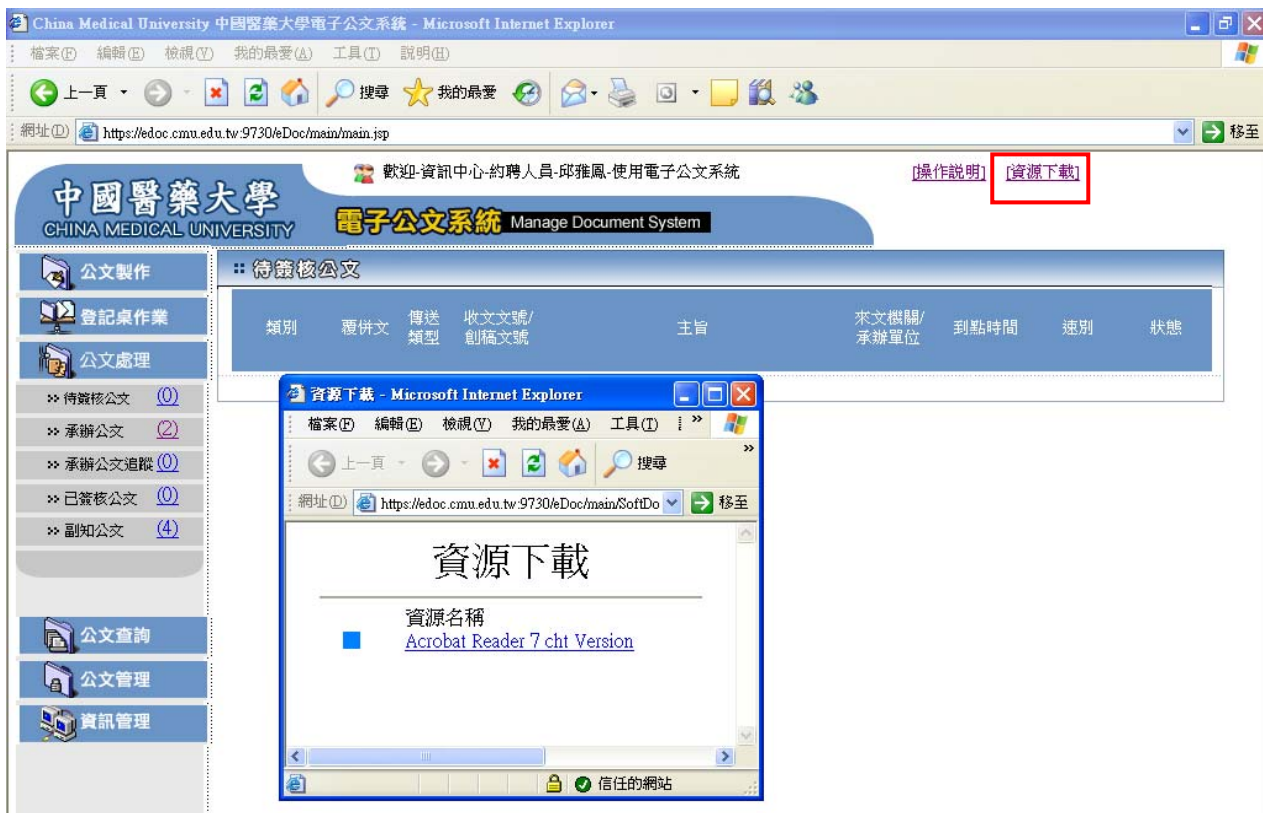 China Medical University 中國醫藥大學電子公文系統 - Microsoft Internet Explorer
檔案(F) 編輯(E) 檢視(V) 我的最愛(A) 工具(T) 說明(H)
上一頁 搜尋 我的最愛
網址(D) https://edoc.cmu.edu.tw:9730/eDoc/main/main.jsp 移至
歡迎-資訊中心-約聘人員-邱雅鳳-使用電子公文系統 [操作說明] [資源下載]
中國醫藥大學
CHINA MEDICAL UNIVERSITY
電子公文系統 Manage Document System
公文製作
登記桌作業
公文處理
待簽核公文 (0)
承辦公文 (2)
承辦公文追蹤 (0)
已簽核公文 (0)
副知公文 (4)
公文查詢
公文管理
資訊管理
待簽核公文
類別 覆併文 傳送類型 收文文號/創稿文號 主旨 來文機關/承辦單位 到點時間 速別 狀態
資源下載 - Microsoft Internet Explorer
檔案(F) 編輯(E) 檢視(V) 我的最愛(A) 工具(T)
上一頁 搜尋
網址(D) https://edoc.cmu.edu.tw:9730/eDoc/main/SoftDo 移至
資源下載
資源名稱
Acrobat Reader 7 cht Version
信任的網站